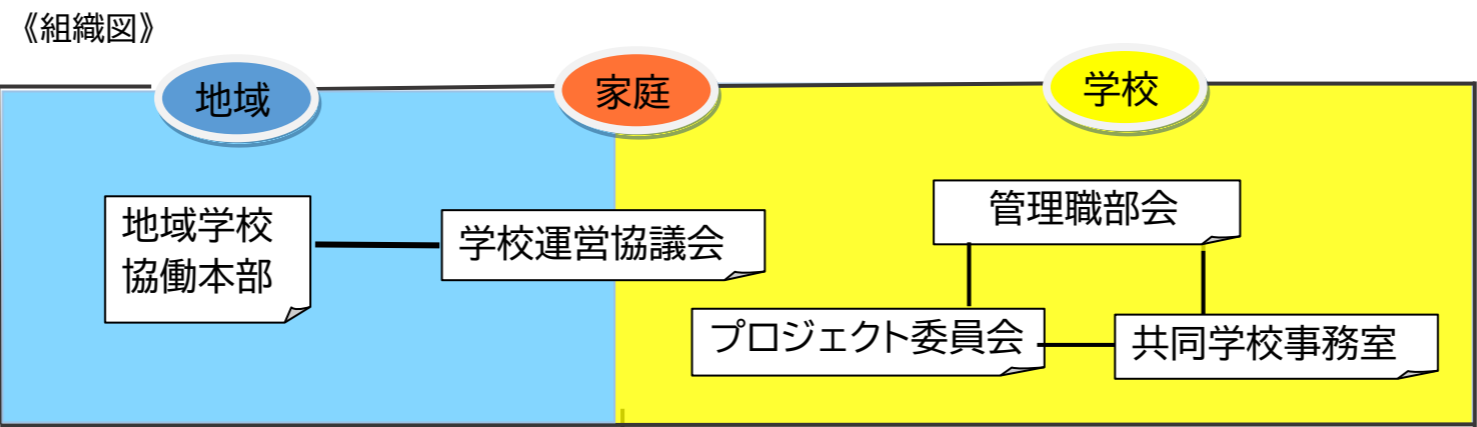 《組織図》
地域
家庭
学校
地域学校
協働本部
学校運営協議会
管理職部会
プロジェクト委員会
共同学校事務室